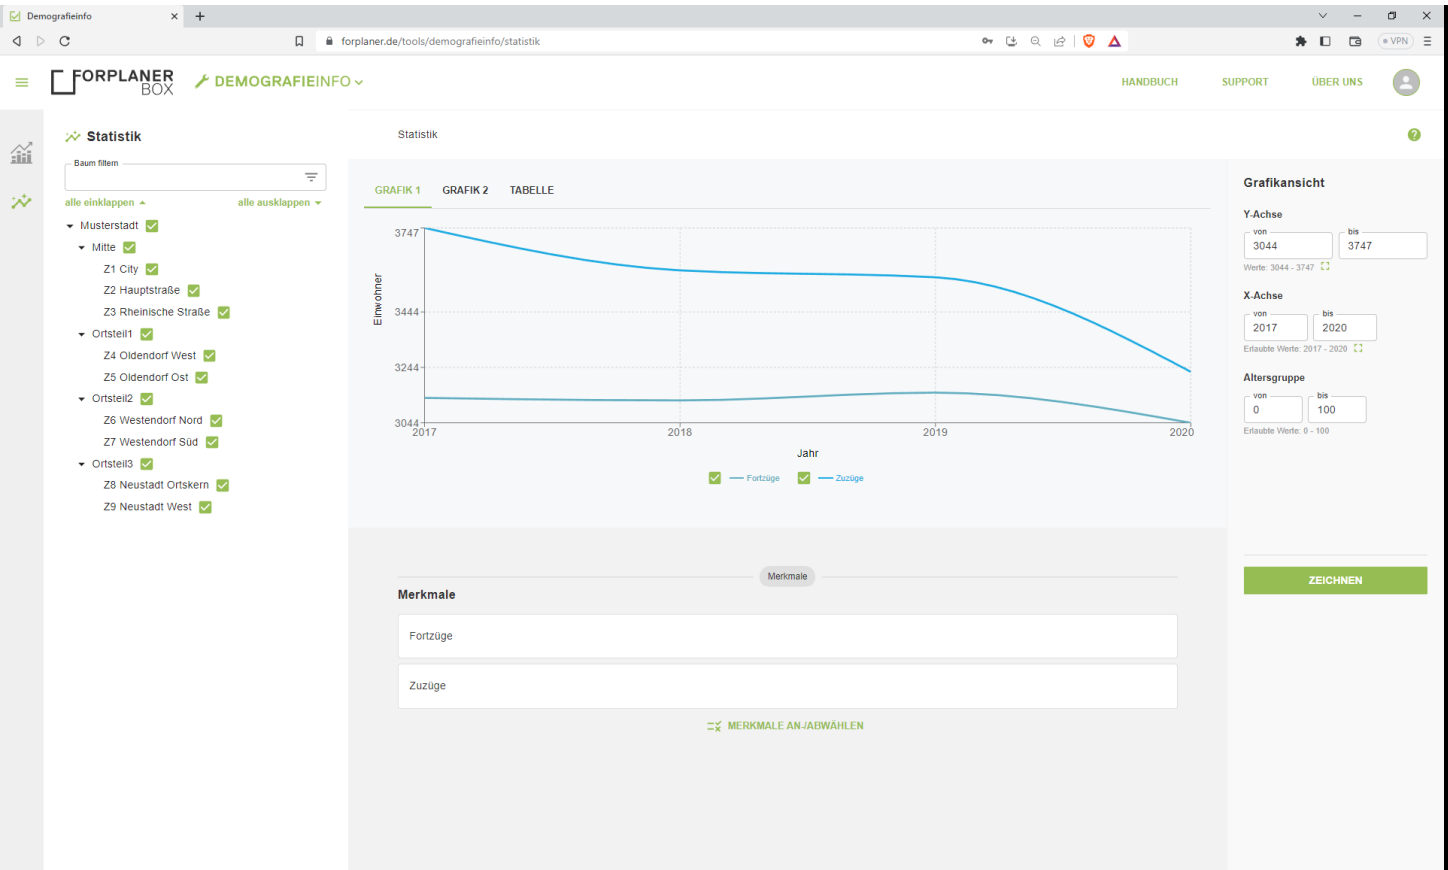 Demografieinfo
forplaner.de/tools/demografieinfo/statistik
VPN
FORPLANER
BOX
DEMOGRAFIEINFO
HANDBUCH
SUPPORT
ÜBER UNS
Statistik
Baum filtern
alle einklappen
alle ausklappen
Musterstadt
Mitte
Z1 City
Z2 Hauptstraße
Z3 Rheinische Straße
Ortsteil1
Z4 Oldendorf West
Z5 Oldendorf Ost
Ortsteil2
Z6 Westendorf Nord
Z7 Westendorf Süd
Ortsteil3
Z8 Neustadt Ortskern
Z9 Neustadt West
Statistik
?
GRAFIK 1
GRAFIK 2
TABELLE
3747
3444
3244
3044
Einwohner
2017
2018
2019
2020
Jahr
Fortzüge
Zuzüge
Merkmale
Merkmale
Fortzüge
Zuzüge
MERKMALE AN-/ABWÄHLEN
Grafikansicht
Y-Achse
von
3044
bis
3747
Werte: 3044 - 3747
X-Achse
von
2017
bis
2020
Erlaubte Werte: 2017 - 2020
Altersgruppe
von
0
bis
100
Erlaubte Werte: 0 - 100
ZEICHNEN